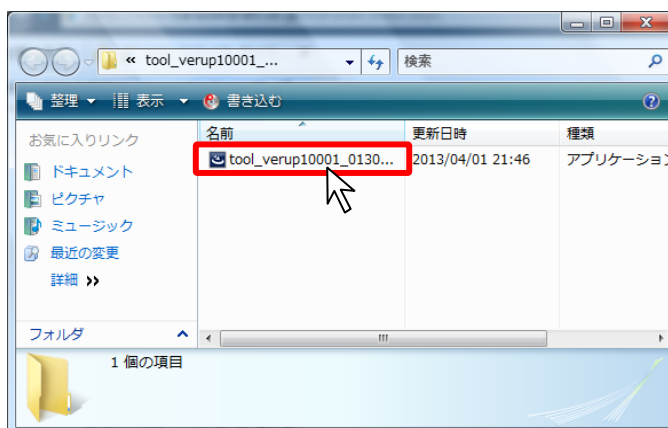 « tool_verup10001_...
検索
整理
表示
書き込む
お気に入りリンク
名前
更新日時
種類
tool_verup10001_0130...
2013/04/01 21:46
アプリケーション
ドキュメント
ピクチャ
ミュージック
最近の変更
詳細 »
フォルダ
1 個の項目